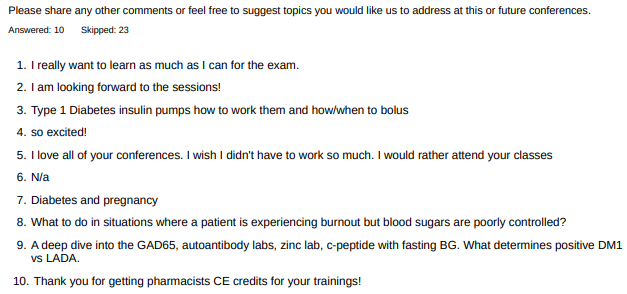 Please share any other comments or feel free to suggest topics you would like us to address at this or future conferences.
Answered: 10 Skipped: 23
1. I really want to learn as much as I can for the exam.
2. I am looking forward to the sessions!
3. Type 1 Diabetes insulin pumps how to work them and how/when to bolus
4. so excited!
5. I love all of your conferences. I wish I didn't have to work so much. I would rather attend your classes
6. N/a
7. Diabetes and pregnancy
8. What to do in situations where a patient is experiencing burnout but blood sugars are poorly controlled?
9. A deep dive into the GAD65, autoantibody labs, zinc lab, c-peptide with fasting BG. What determines positive DM1
vs LADA.
10. Thank you for getting pharmacists CE credits for your trainings!